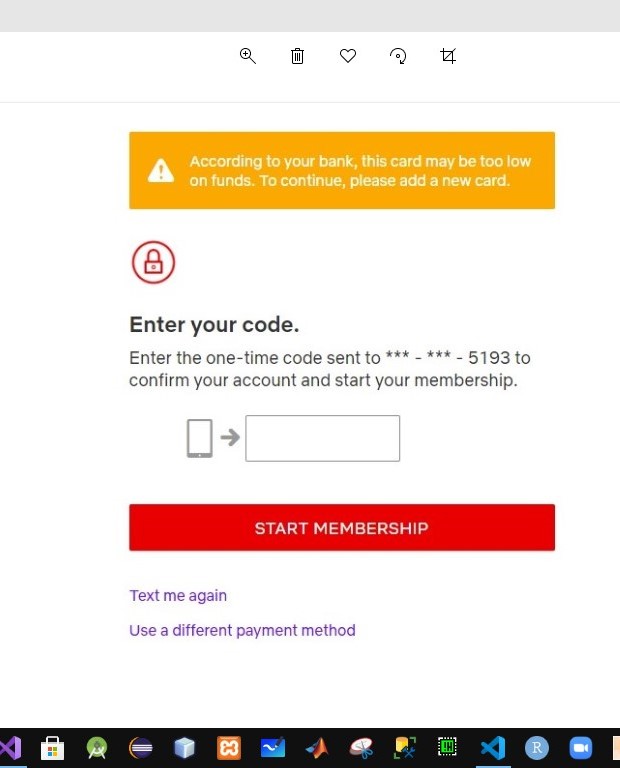 According to your bank, this card may be too low
on funds. To continue, please add a new card.
Enter your code.
Enter the one-time code sent to *** - *** - 5193 to
confirm your account and start your membership.
START MEMBERSHIP
Text me again
Use a different payment method
R